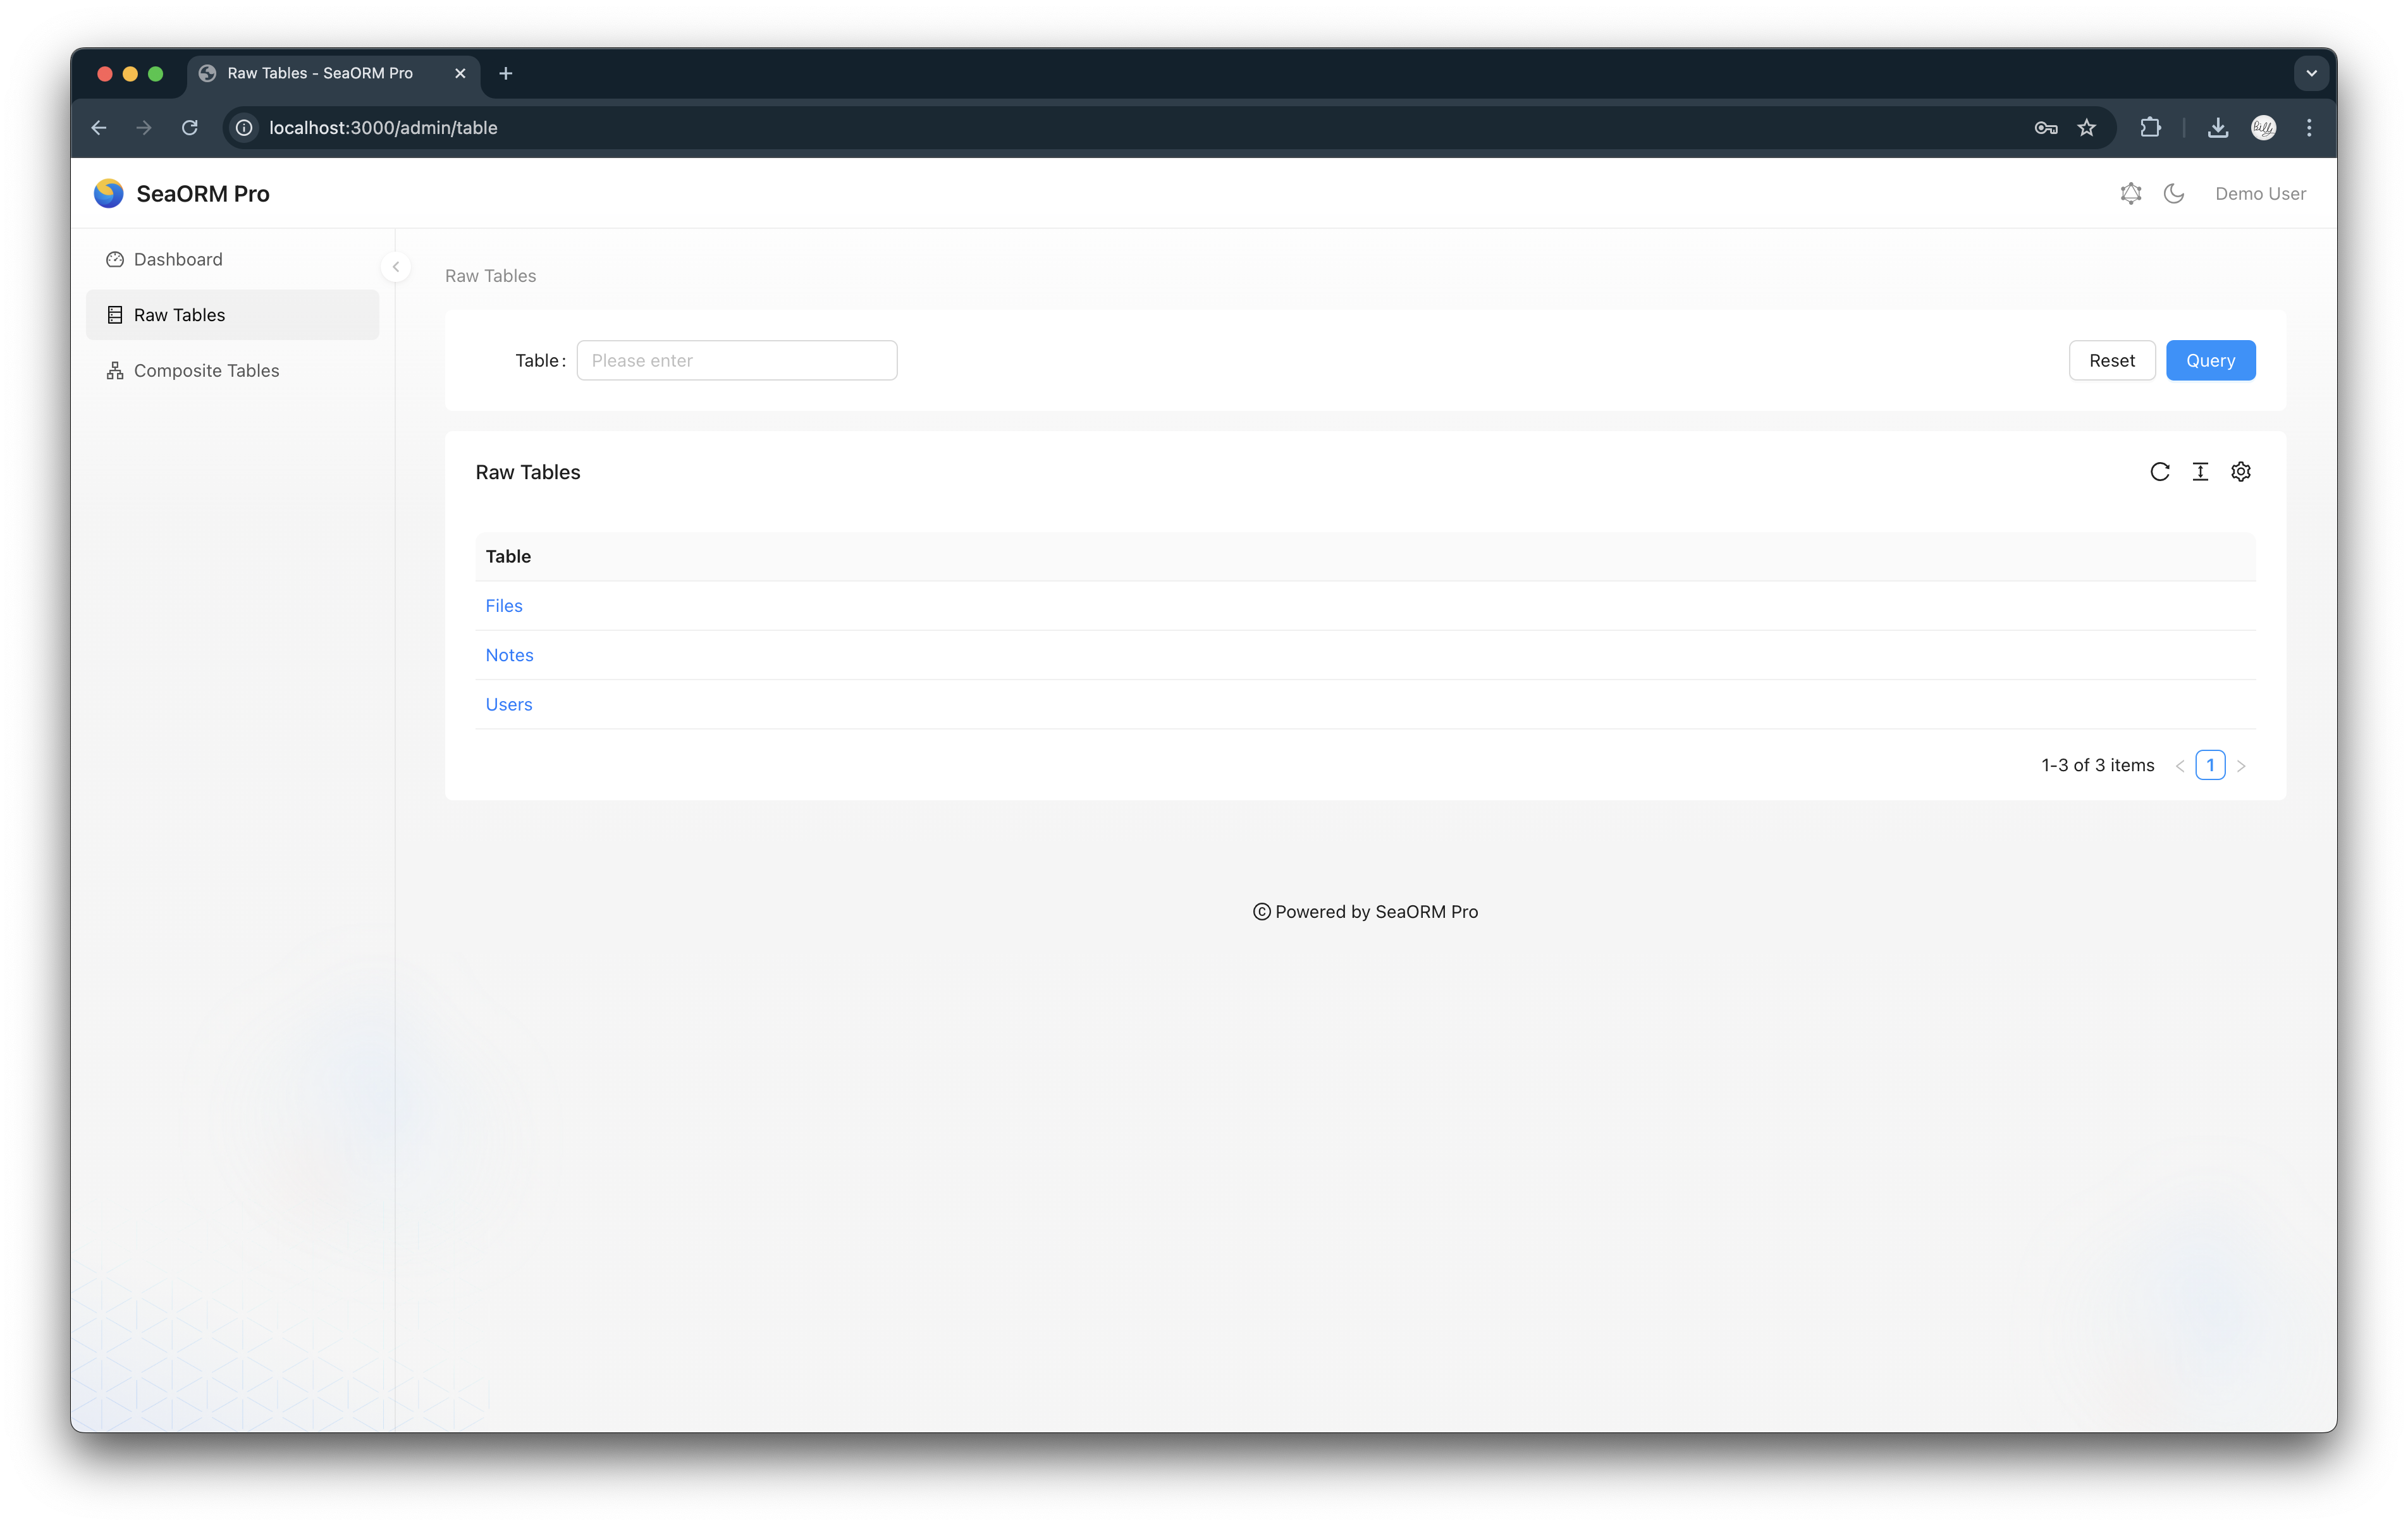 Raw Tables - SeaORM Pro
localhost:3000/admin/table
Billy
SeaORM Pro
Demo User
Dashboard
Raw Tables
Composite Tables
Raw Tables
Table:
Please enter
Reset
Query
Raw Tables
Table
Files
Notes
Users
1-3 of 3 items
1
© Powered by SeaORM Pro